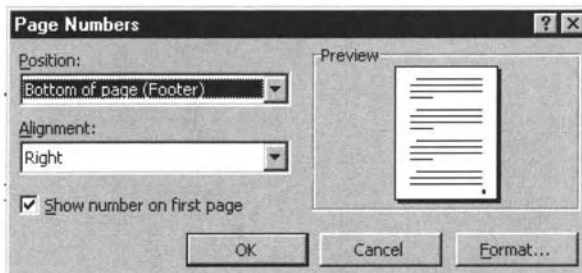 Page Numbers
Position:
Bottom of page (Footer)
Alignment:
Right
Show number on first page
Preview
OK
Cancel
Format...